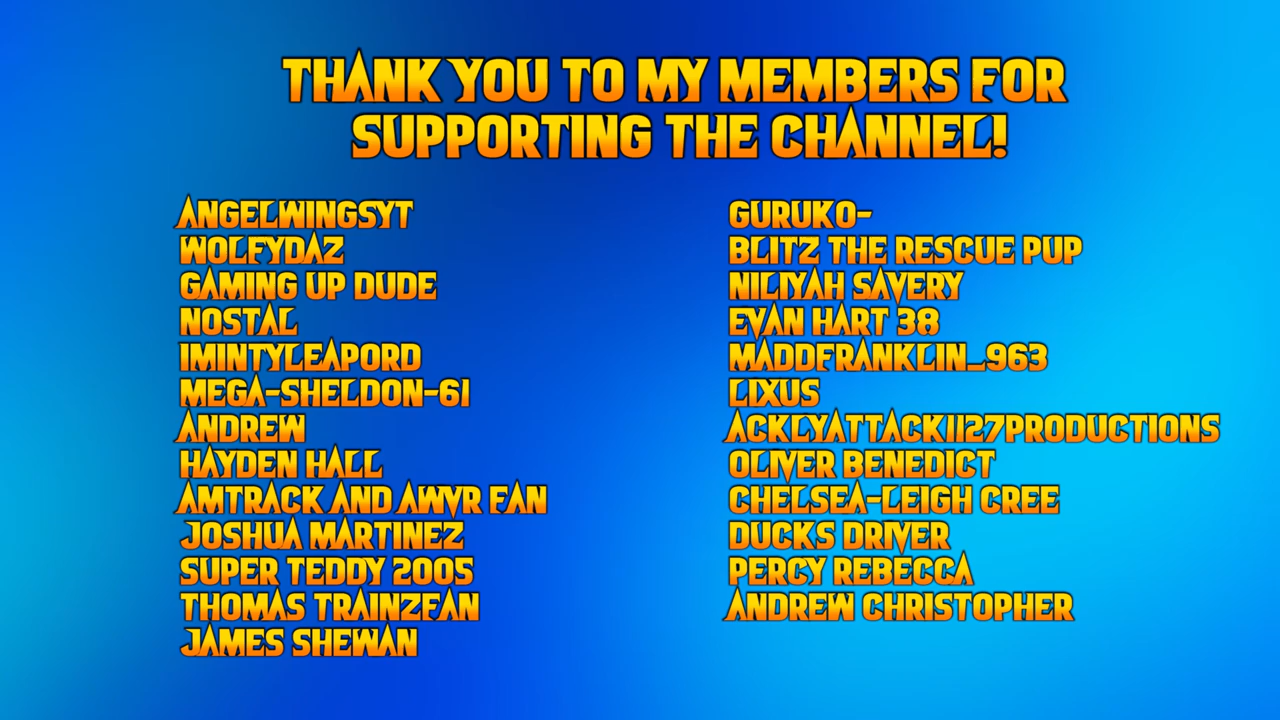 THANK YOU TO MY MEMBERS FOR
SUPPORTING THE CHANNEL!
ANGELWINGSYT
WOLFYDAZ
GAMING UP DUDE
NOSTAL
IMINTYLEAPORD
MEGA-SHELDON-61
ANDREW
HAYDEN HALL
AMTRACK AND AWVR FAN
JOSHUA MARTINEZ
SUPER TEDDY 2005
THOMAS TRAINZFAN
JAMES SHEWAN
GURUKO-
BLITZ THE RESCUE PUP
NILIYAH SAVERY
EVAN HART 38
MADDFRANKLIN_963
LIXUS
ACKLYATTACK1127PRODUCTIONS
OLIVER BENEDICT
CHELSEA-LEIGH CREE
DUCKS DRIVER
PERCY REBECCA
ANDREW CHRISTOPHER